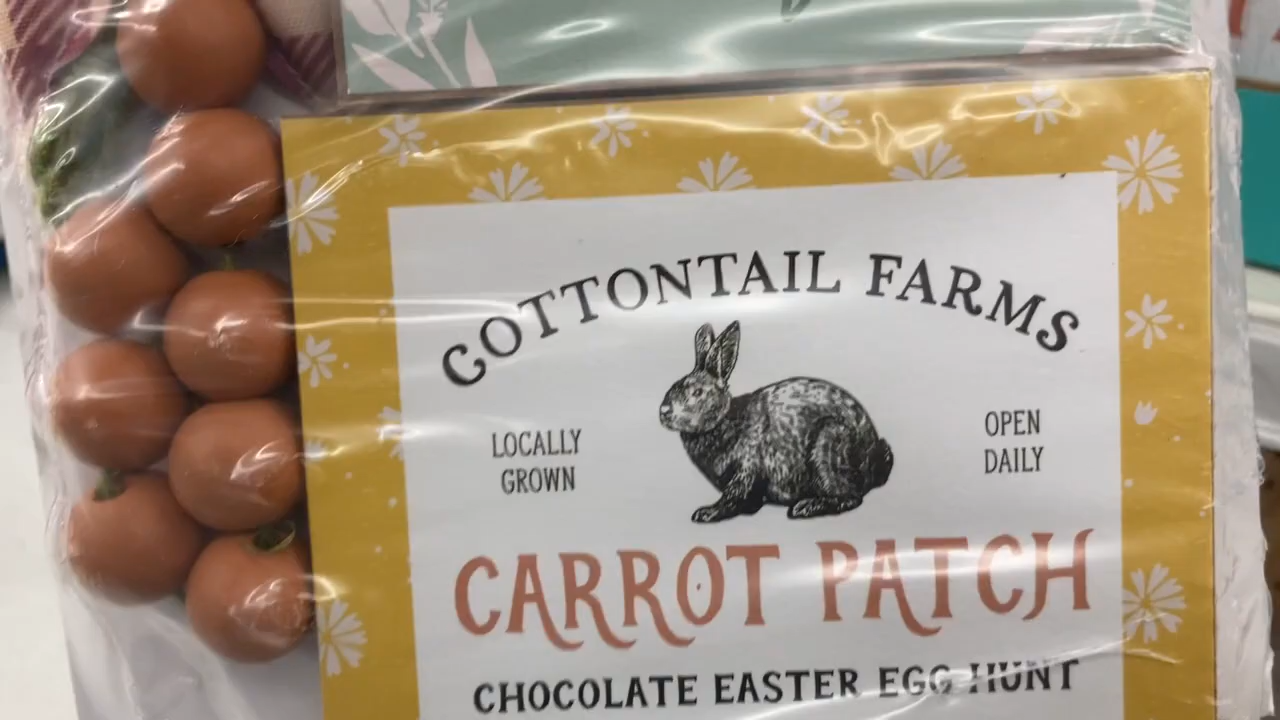 COTTONTAIL FARMS
LOCALLY
GROWN
OPEN
DAILY
CARROT PATCH
CHOCOLATE EASTER EGG HUNT